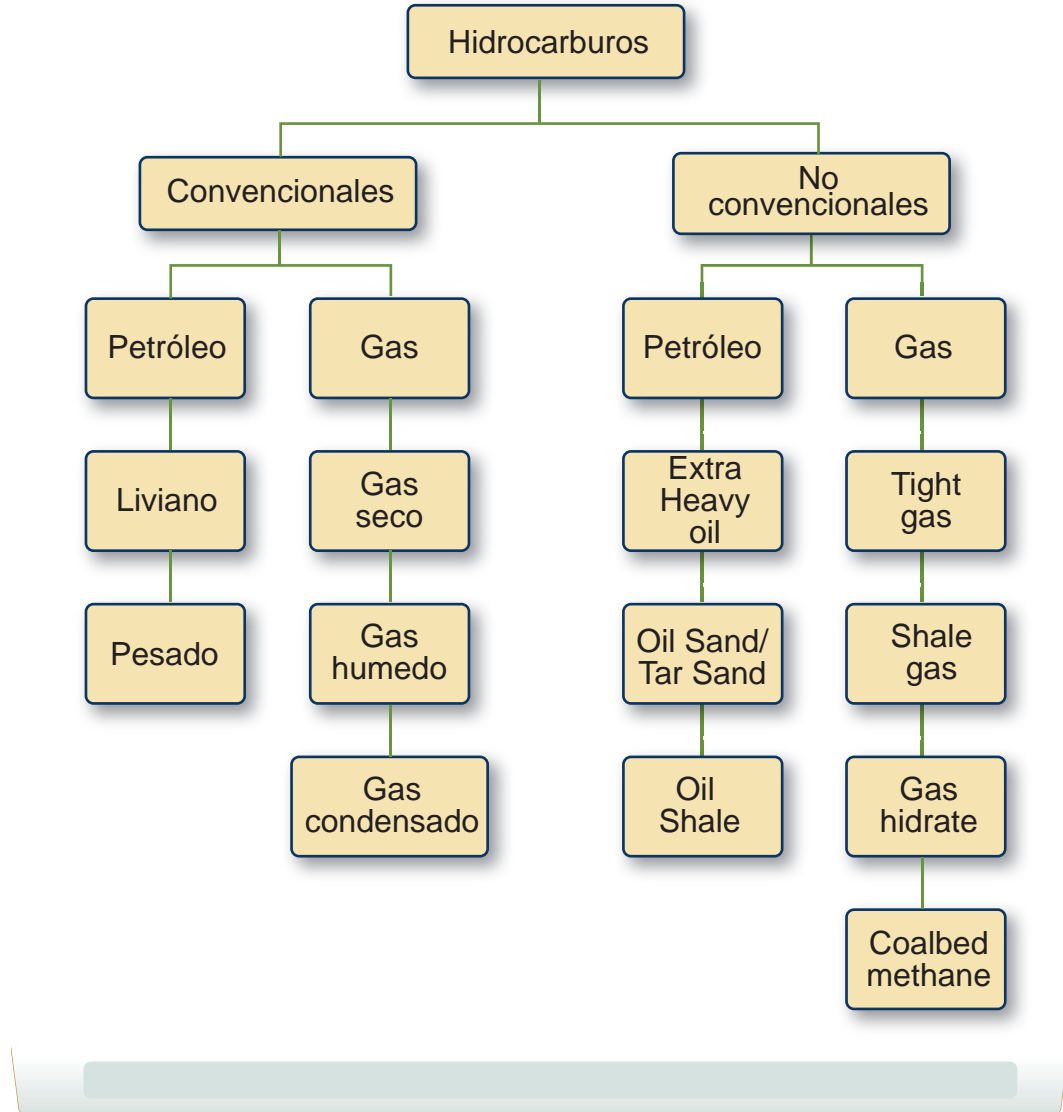 Hidrocarburos
Convencionales
No
convencionales
Petróleo
Gas
Petróleo
Gas
Liviano
Gas
seco
Extra
Heavy
oil
Tight
gas
Pesado
Gas
humedo
Oil Sand/
Tar Sand
Shale
gas
Gas
condensado
Oil
Shale
Gas
hidrate
Coalbed
methane